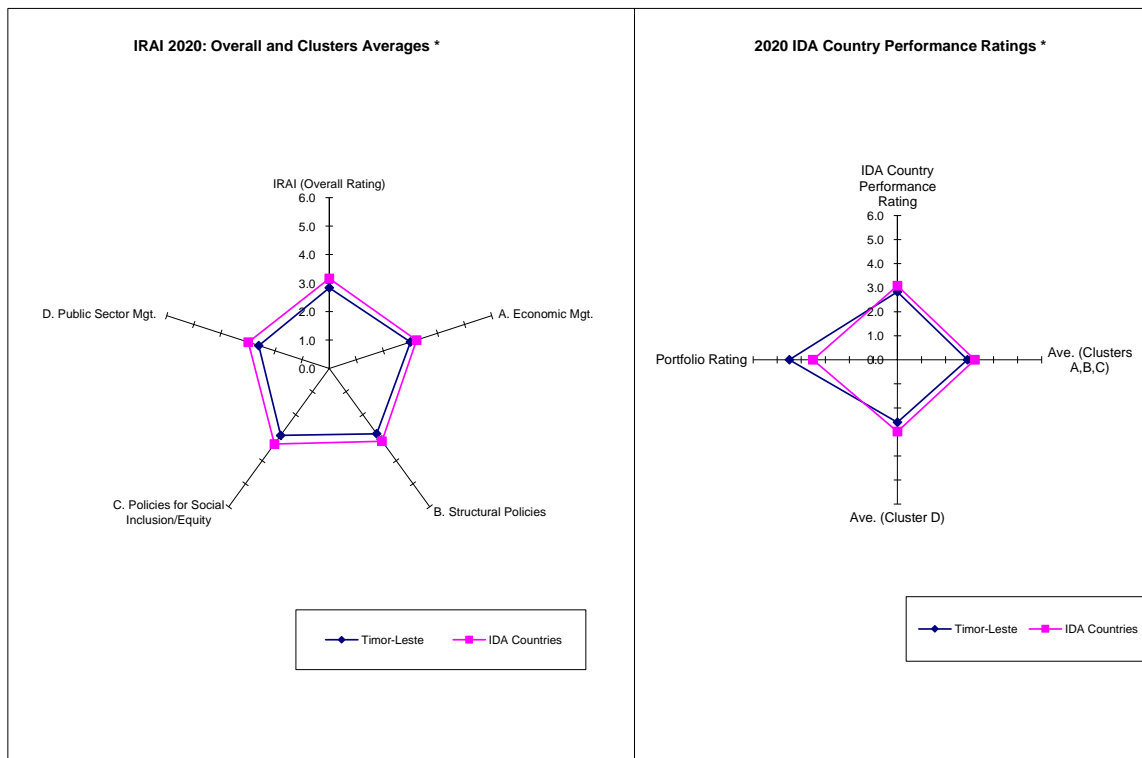 IRAI 2020: Overall and Clusters Averages *
IRAI (Overall Rating)
6.0
5.0
4.0
3.0
2.0
1.0
0.0
A. Economic Mgt.
B. Structural Policies
C. Policies for Social
Inclusion/Equity
D. Public Sector Mgt.
Timor-Leste
IDA Countries
2020 IDA Country Performance Ratings *
IDA Country
Performance
Rating
6.0
5.0
4.0
3.0
2.0
1.0
0.0
Ave. (Clusters
A,B,C)
Ave. (Cluster D)
Portfolio Rating
Timor-Leste
IDA Countries